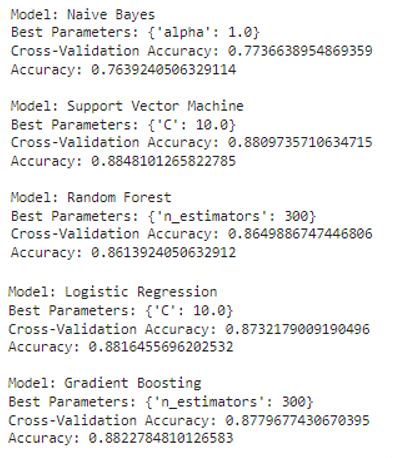 Model: Naive Bayes
Best Parameters: {'alpha': 1.0}
Cross-Validation Accuracy: 0.7736638954869359
Accuracy: 0.7639240506329114
Model: Support Vector Machine
Best Parameters: {'C': 10.0}
Cross-Validation Accuracy: 0.8809735710634715
Accuracy: 0.8848101265822785
Model: Random Forest
Best Parameters: {'n_estimators': 300}
Cross-Validation Accuracy: 0.8649886747446806
Accuracy: 0.8613924050632912
Model: Logistic Regression
Best Parameters: {'C': 10.0}
Cross-Validation Accuracy: 0.8732179009190496
Accuracy: 0.8816455696202532
Model: Gradient Boosting
Best Parameters: {'n_estimators': 300}
Cross-Validation Accuracy: 0.8779677430670395
Accuracy: 0.8822784810126583